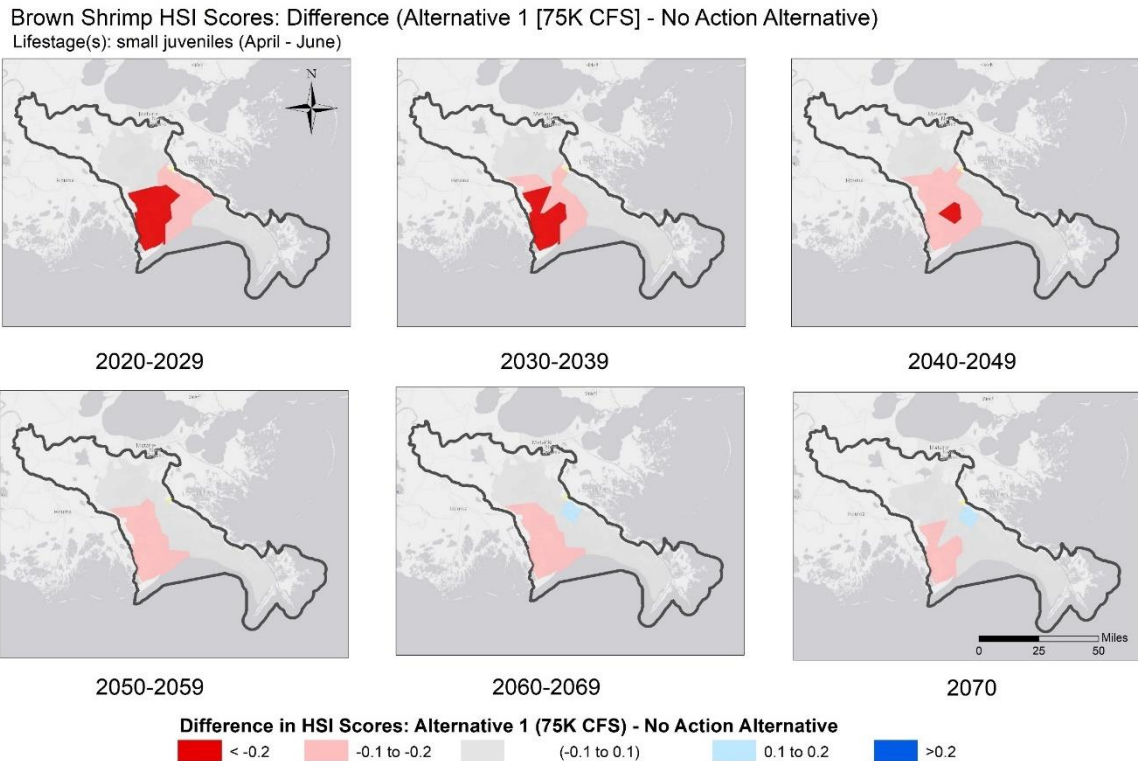 Brown Shrimp HSI Scores: Difference (Alternative 1 [75K CFS] - No Action Alternative)
Lifestage(s): small juveniles (April - June)
N
2020-2029
2030-2039
2040-2049
Miles
0 25 50
2050-2059
2060-2069
2070
Difference in HSI Scores: Alternative 1 (75K CFS) - No Action Alternative
< -0.2 -0.1 to -0.2 (-0.1 to 0.1) 0.1 to 0.2 >0.2